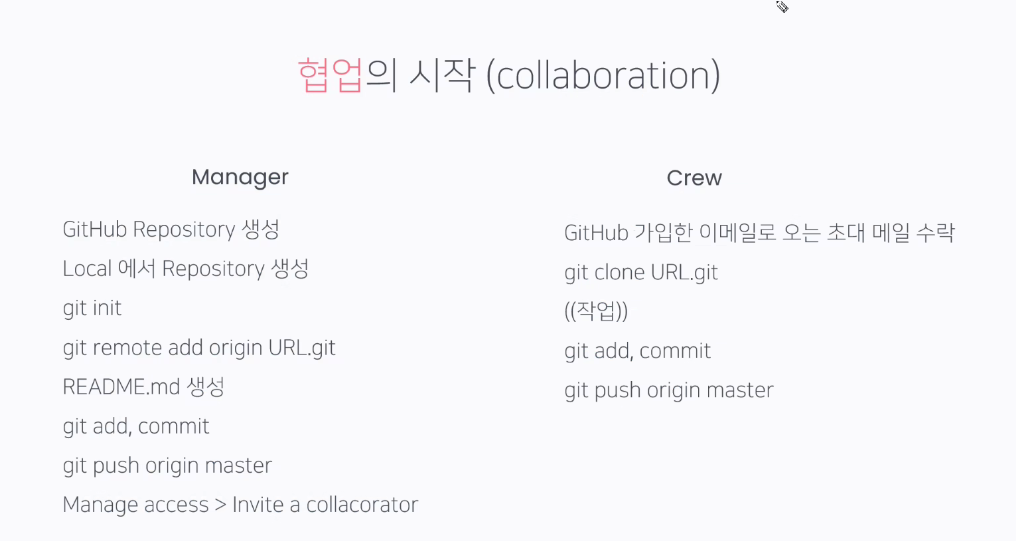 협업의 시작 (collaboration)
Manager
GitHub Repository 생성
Local 에서 Repository 생성
git init
git remote add origin URL.git
README.md 생성
git add, commit
git push origin master
Manage access > Invite a collacorator
Crew
GitHub 가입한 이메일로 오는 초대 메일 수락
git clone URL.git
((작업))
git add, commit
git push origin master